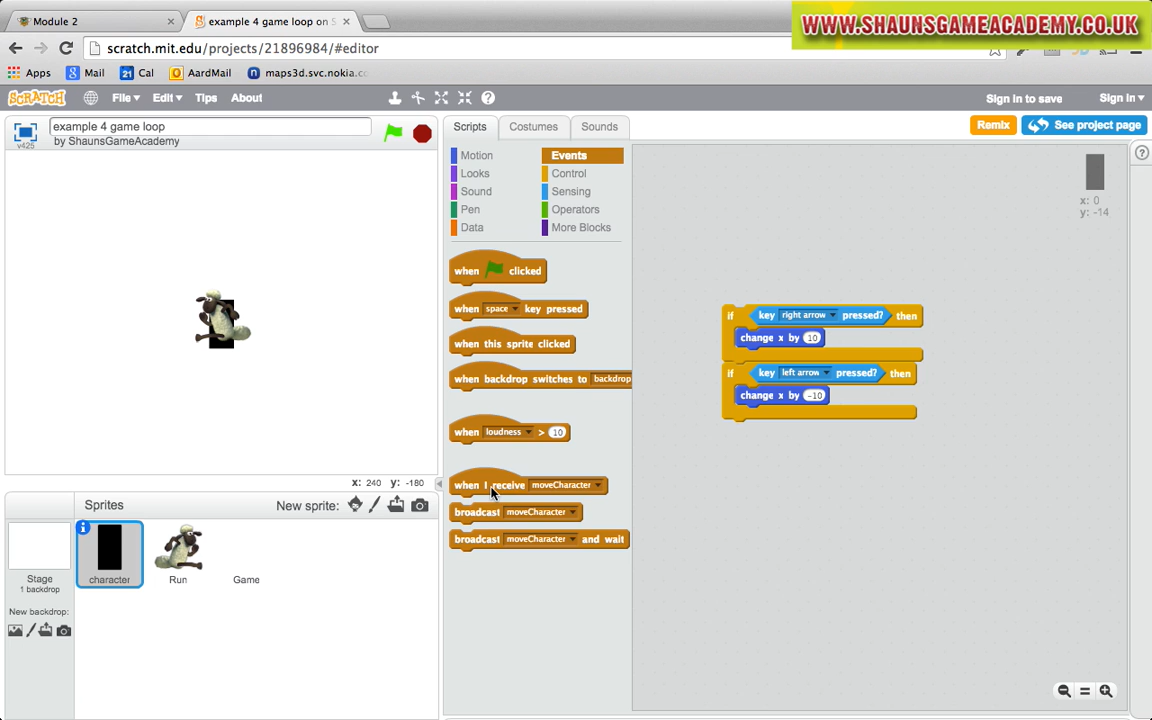 Module 2
example 4 game loop on S
WWW.SHAUNSGAMEACADEMY.CO.UK
scratch.mit.edu/projects/21896984/#editor
Apps
Mail
21 Cal
AardMail
maps3d.svc.nokia.co
SCRATCH
File
Edit
Tips
About
Sign in to save
Sign in
v425
example 4 game loop
by ShaunsGameAcademy
Scripts
Costumes
Sounds
Remix
See project page
Motion
Events
Looks
Control
Sound
Sensing
Pen
Operators
Data
More Blocks
x: 0
y: -14
when clicked
when space key pressed
when this sprite clicked
when backdrop switches to backdrop
when loudness > 10
when I receive moveCharacter
broadcast moveCharacter
broadcast moveCharacter and wait
if key right arrow pressed? then
change x by 10
if key left arrow pressed? then
change x by -10
x: 240 y: -180
Sprites
New sprite:
Stage
1 backdrop
New backdrop:
character
Run
Game